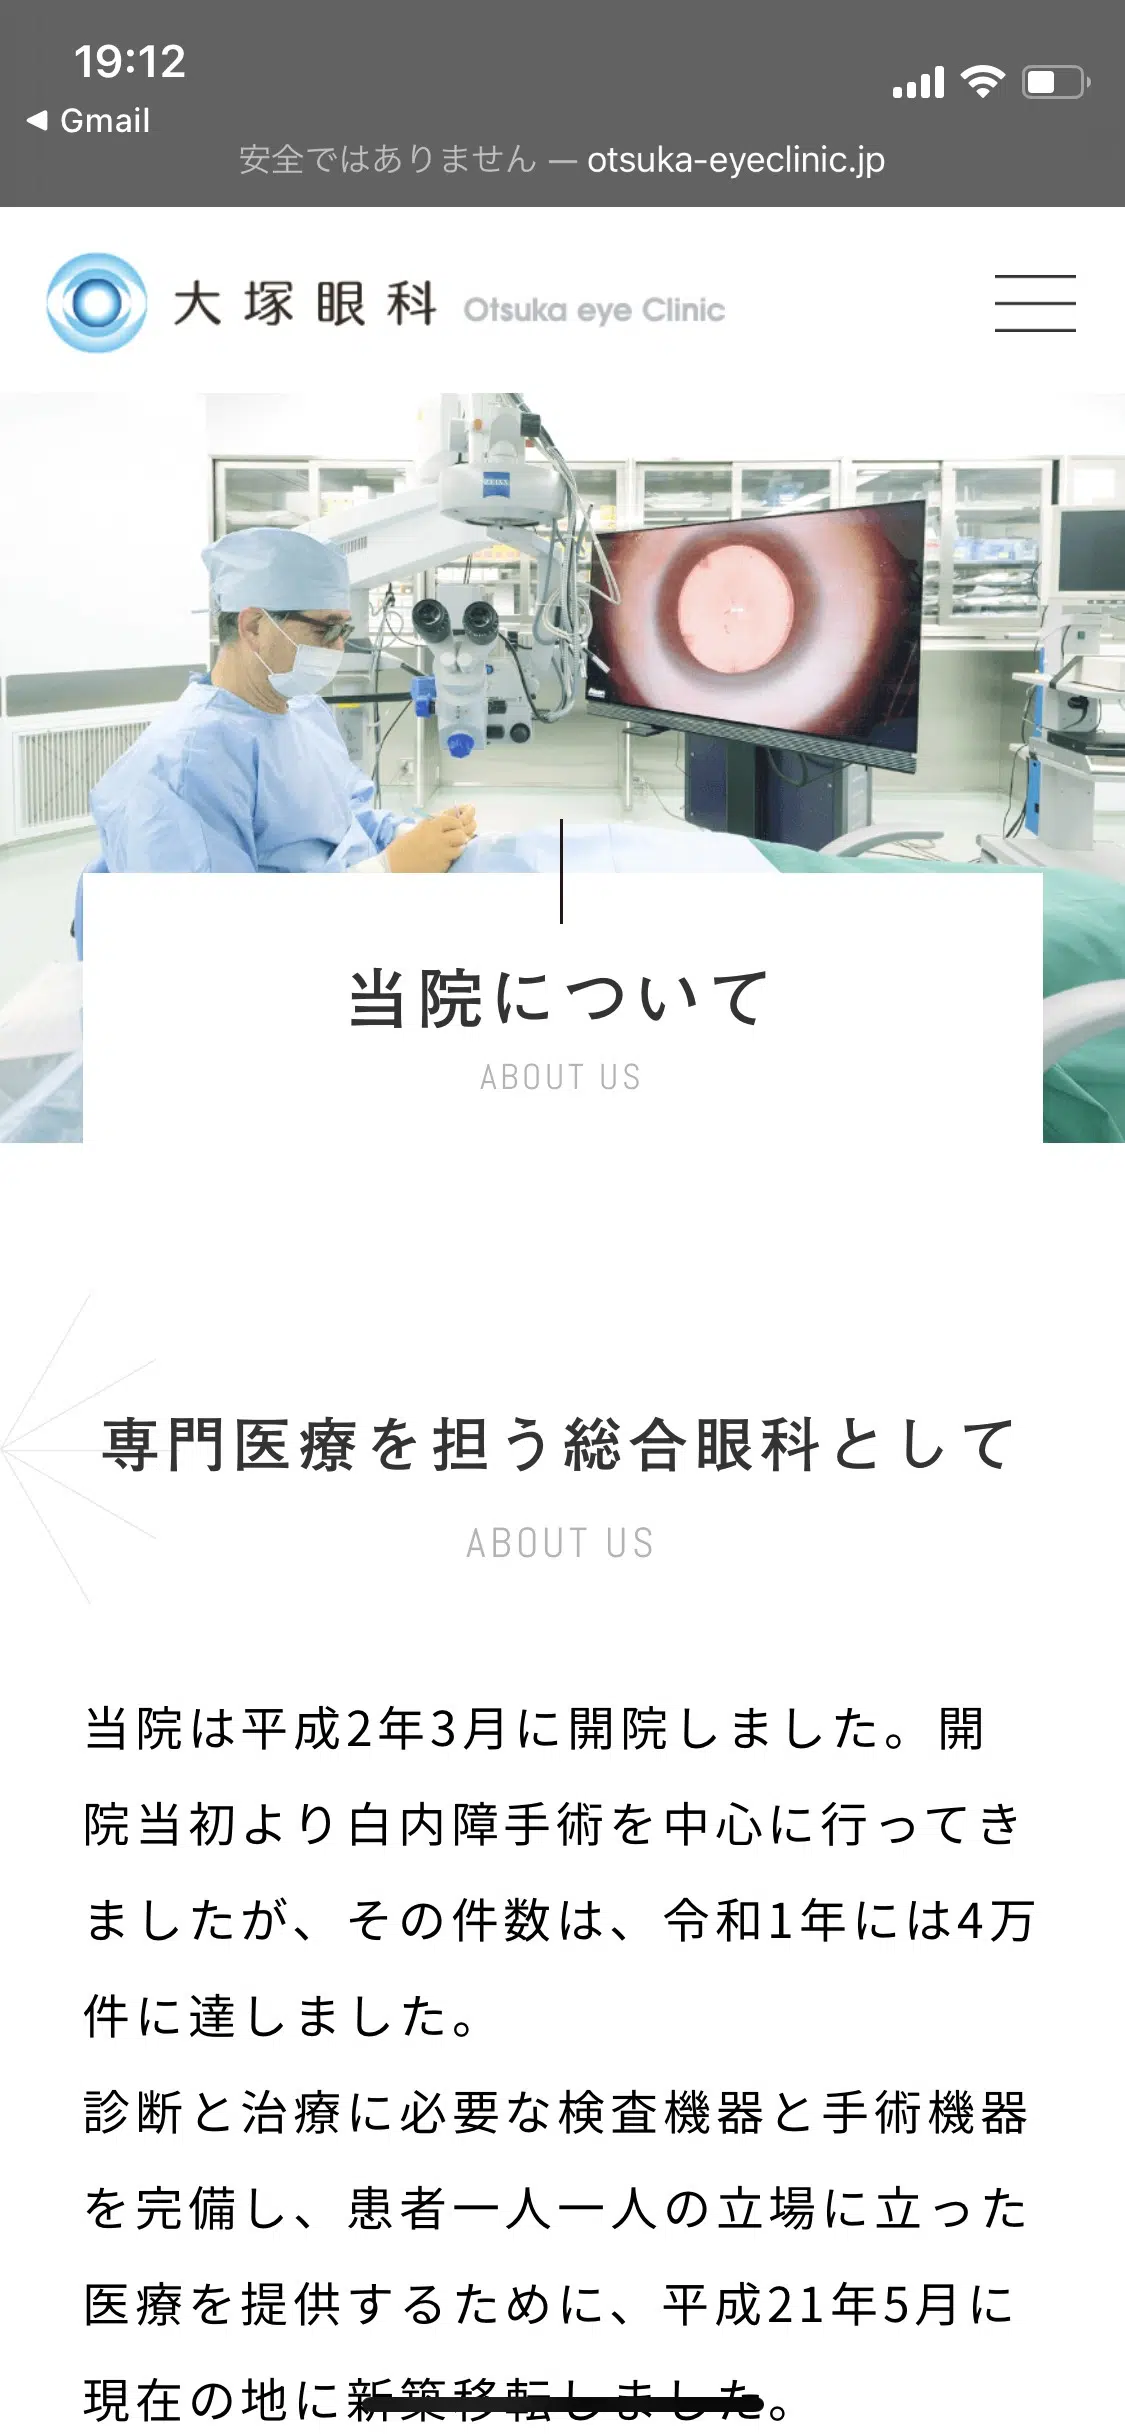 19:12
◀ Gmail
安全ではありません — otsuka-eyeclinic.jp
大塚眼科 Otsuka eye Clinic
ZEISS
当院について
ABOUT US
専門医療を担う総合眼科として
ABOUT US
当院は平成2年3月に開院しました。開
院当初より白内障手術を中心に行ってき
ましたが、その件数は、令和1年には4万
件に達しました。
診断と治療に必要な検査機器と手術機器
を完備し、患者一人一人の立場に立った
医療を提供するために、平成21年5月に
現在の地に新築移転しました。